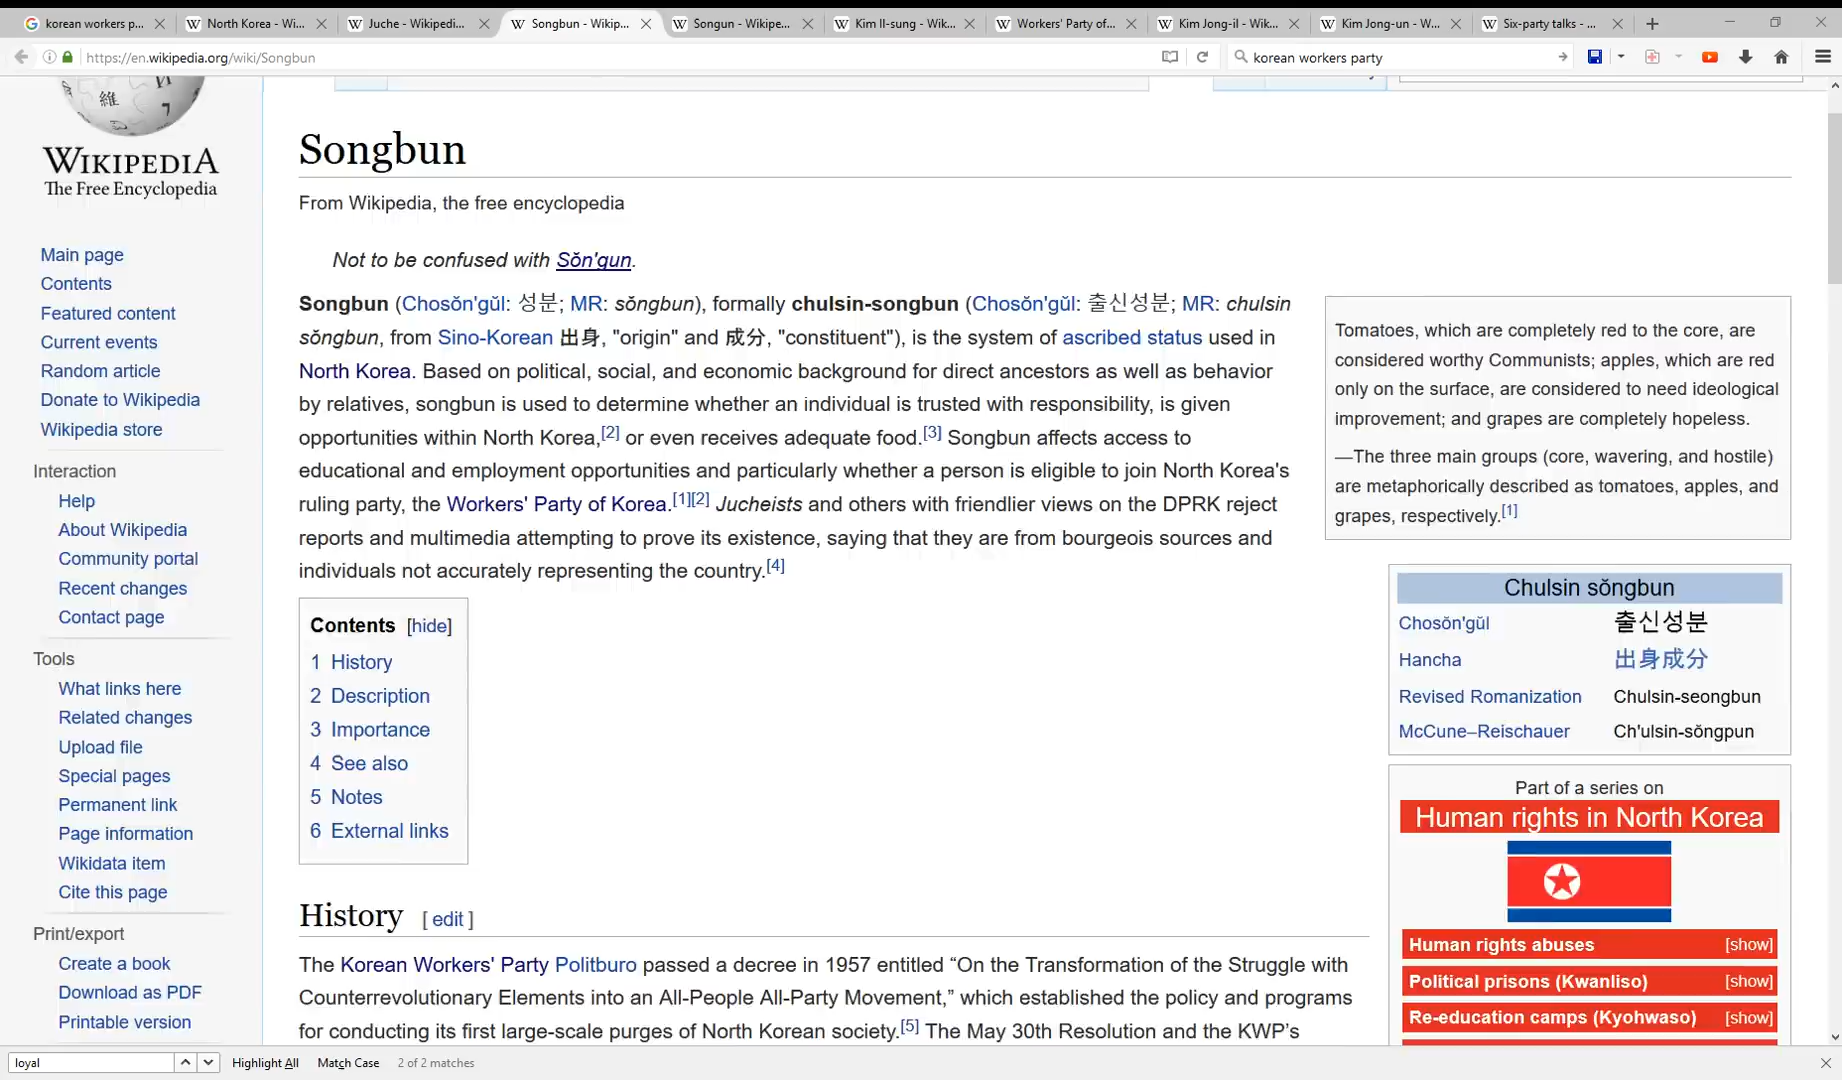 korean workers p...
North Korea - Wi...
Juche - Wikipedi...
Songbun - Wikip...
Songun - Wikipe...
Kim Il-sung - Wik...
Workers' Party of...
Kim Jong-il - Wik...
Kim Jong-un - W...
Six-party talks - ...
https://en.wikipedia.org/wiki/Songbun
korean workers party
WIKIPEDIA
The Free Encyclopedia
Main page
Contents
Featured content
Current events
Random article
Donate to Wikipedia
Wikipedia store
Interaction
Help
About Wikipedia
Community portal
Recent changes
Contact page
Tools
What links here
Related changes
Upload file
Special pages
Permanent link
Page information
Wikidata item
Cite this page
Print/export
Create a book
Download as PDF
Printable version
Songbun
From Wikipedia, the free encyclopedia
Not to be confused with Sŏn'gun.
Songbun (Chosŏn'gŭl: 성분; MR: sŏngbun), formally chulsin-songbun (Chosŏn'gŭl: 출신성분; MR: chulsin
sŏngbun, from Sino-Korean 出身, "origin" and 成分, "constituent"), is the system of ascribed status used in
North Korea. Based on political, social, and economic background for direct ancestors as well as behavior
by relatives, songbun is used to determine whether an individual is trusted with responsibility, is given
opportunities within North Korea,[2] or even receives adequate food.[3] Songbun affects access to
educational and employment opportunities and particularly whether a person is eligible to join North Korea's
ruling party, the Workers' Party of Korea.[1][2] Jucheists and others with friendlier views on the DPRK reject
reports and multimedia attempting to prove its existence, saying that they are from bourgeois sources and
individuals not accurately representing the country.[4]
Contents [hide]
1 History
2 Description
3 Importance
4 See also
5 Notes
6 External links
History [ edit ]
The Korean Workers' Party Politburo passed a decree in 1957 entitled “On the Transformation of the Struggle with
Counterrevolutionary Elements into an All-People All-Party Movement,” which established the policy and programs
for conducting its first large-scale purges of North Korean society.[5] The May 30th Resolution and the KWP’s
Tomatoes, which are completely red to the core, are
considered worthy Communists; apples, which are red
only on the surface, are considered to need ideological
improvement; and grapes are completely hopeless.
—The three main groups (core, wavering, and hostile)
are metaphorically described as tomatoes, apples, and
grapes, respectively.[1]
Chulsin sŏngbun
Chosŏn'gŭl 출신성분
Hancha 出身成分
Revised Romanization Chulsin-seongbun
McCune–Reischauer Ch'ulsin-sŏngpun
Part of a series on
Human rights in North Korea
Human rights abuses [show]
Political prisons (Kwanliso) [show]
Re-education camps (Kyohwaso) [show]
loyal
Highlight All
Match Case
2 of 2 matches